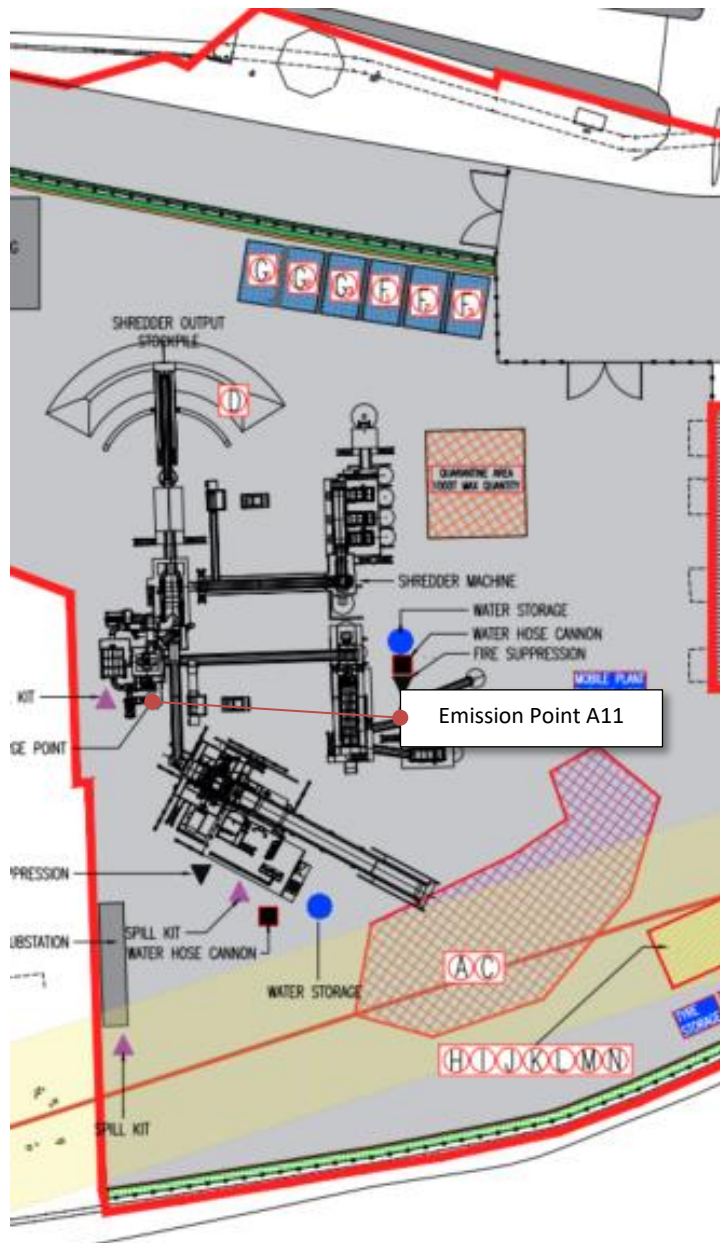 G
G G G F F F
SHREDDER OUTPUT
STOCKPILE
D
QUARANTINE AREA
1000T MAX QUANTITY
SHREDDER MACHINE
WATER STORAGE
WATER HOSE CANNON
FIRE SUPPRESSION
MOBILE PLANT
KIT
Emission Point A11
GE POINT
PPRESSION
UBSTATION
SPILL KIT
WATER HOSE CANNON
WATER STORAGE
A C
H I J K L M N
TYRE
STORAGE
SPILL KIT